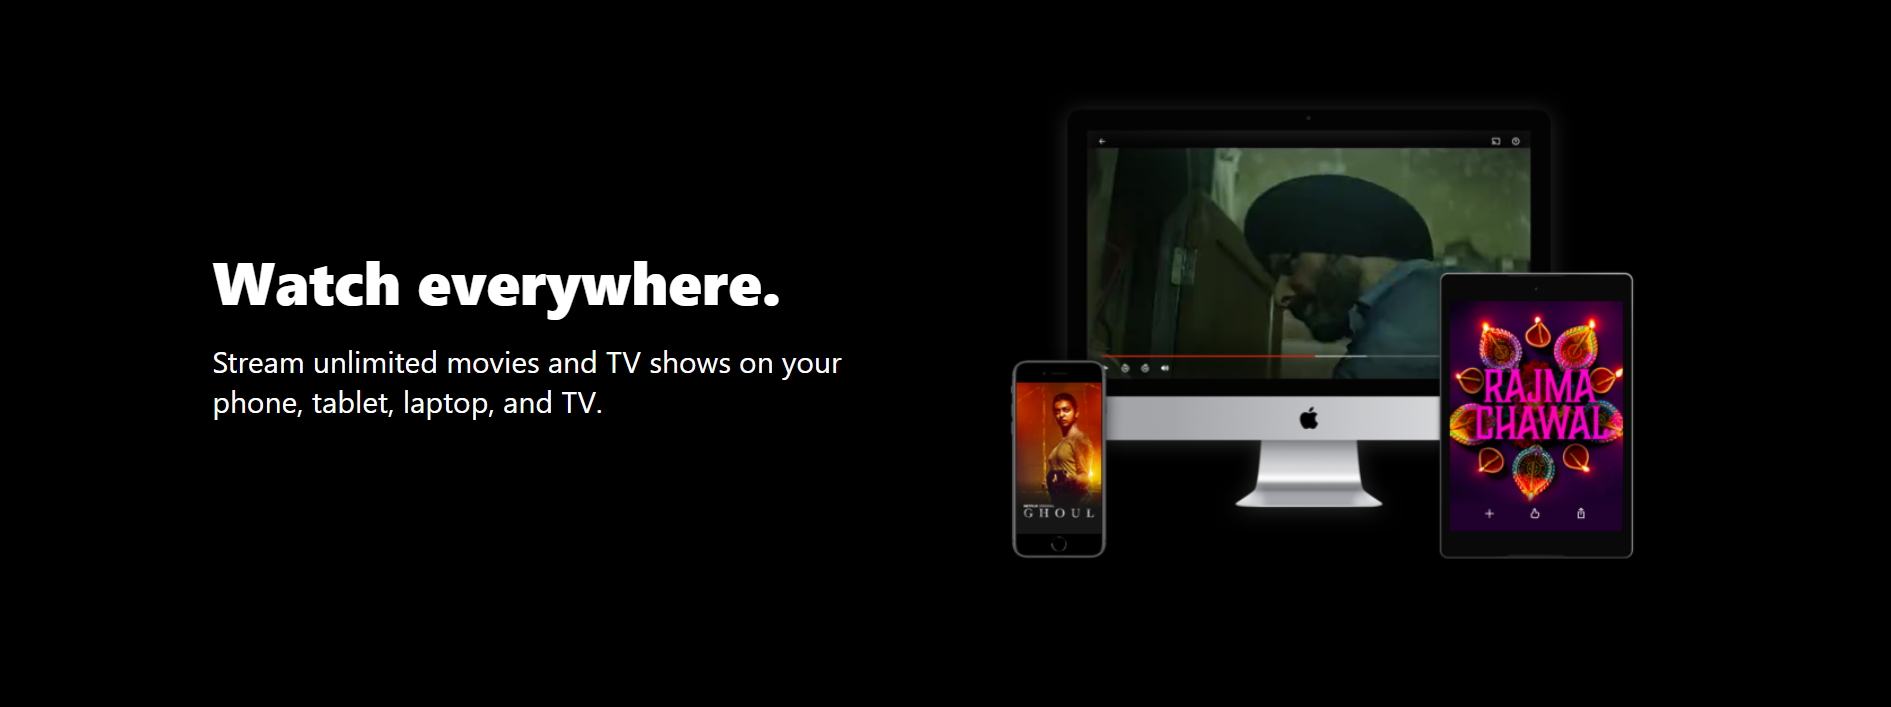 Watch everywhere.
Stream unlimited movies and TV shows on your
phone, tablet, laptop, and TV.
GHOUL
RAJMA
CHAWAL